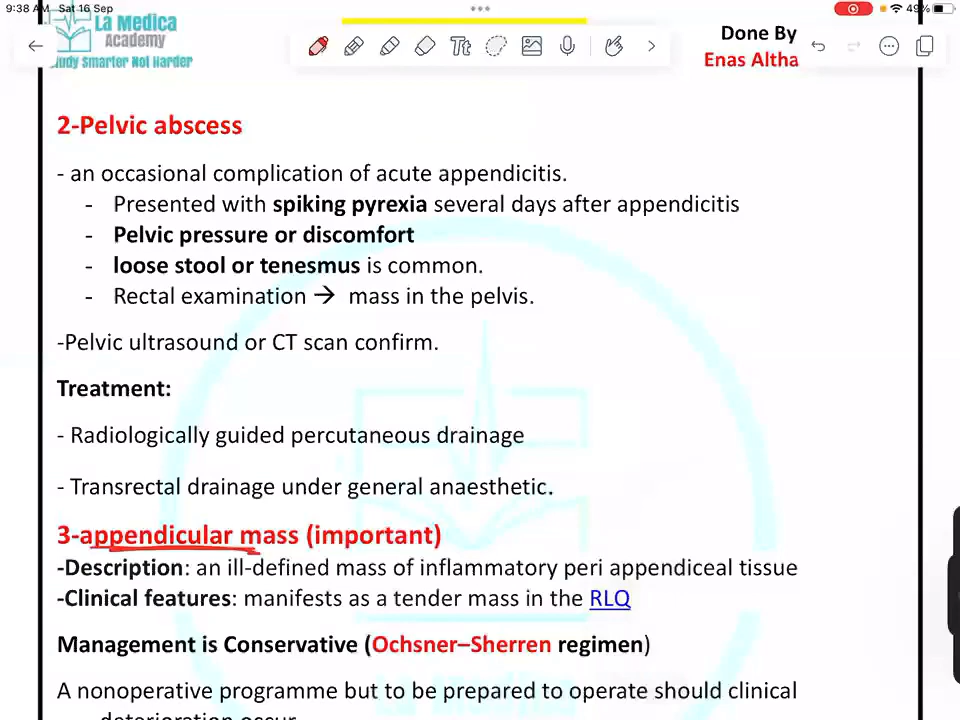 9:38 AM Sat 16 Sep
49%
La Medica
Academy
Study Smarter Not Harder
Tt
Done By
Enas Altha
2-Pelvic abscess
- an occasional complication of acute appendicitis.
- Presented with spiking pyrexia several days after appendicitis
- Pelvic pressure or discomfort
- loose stool or tenesmus is common.
- Rectal examination → mass in the pelvis.
-Pelvic ultrasound or CT scan confirm.
Treatment:
- Radiologically guided percutaneous drainage
- Transrectal drainage under general anaesthetic.
3-appendicular mass (important)
-Description: an ill-defined mass of inflammatory peri appendiceal tissue
-Clinical features: manifests as a tender mass in the RLQ
Management is Conservative (Ochsner–Sherren regimen)
A nonoperative programme but to be prepared to operate should clinical
deterioration occur